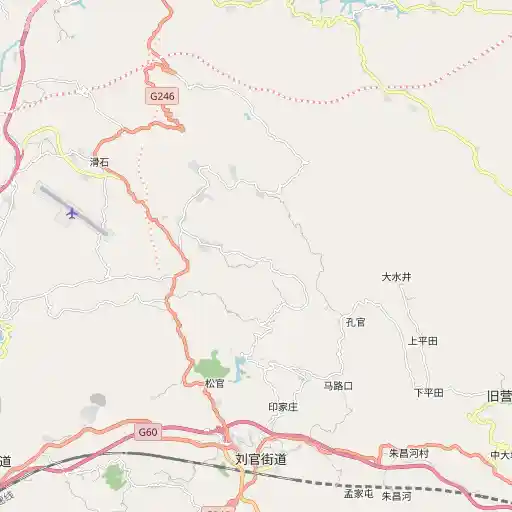 G246
滑石
大水井
孔官
上平田
松官
马路口
下平田
旧营
印家庄
G60
刘官街道
朱昌河村
中大
道
孟家屯
朱昌河